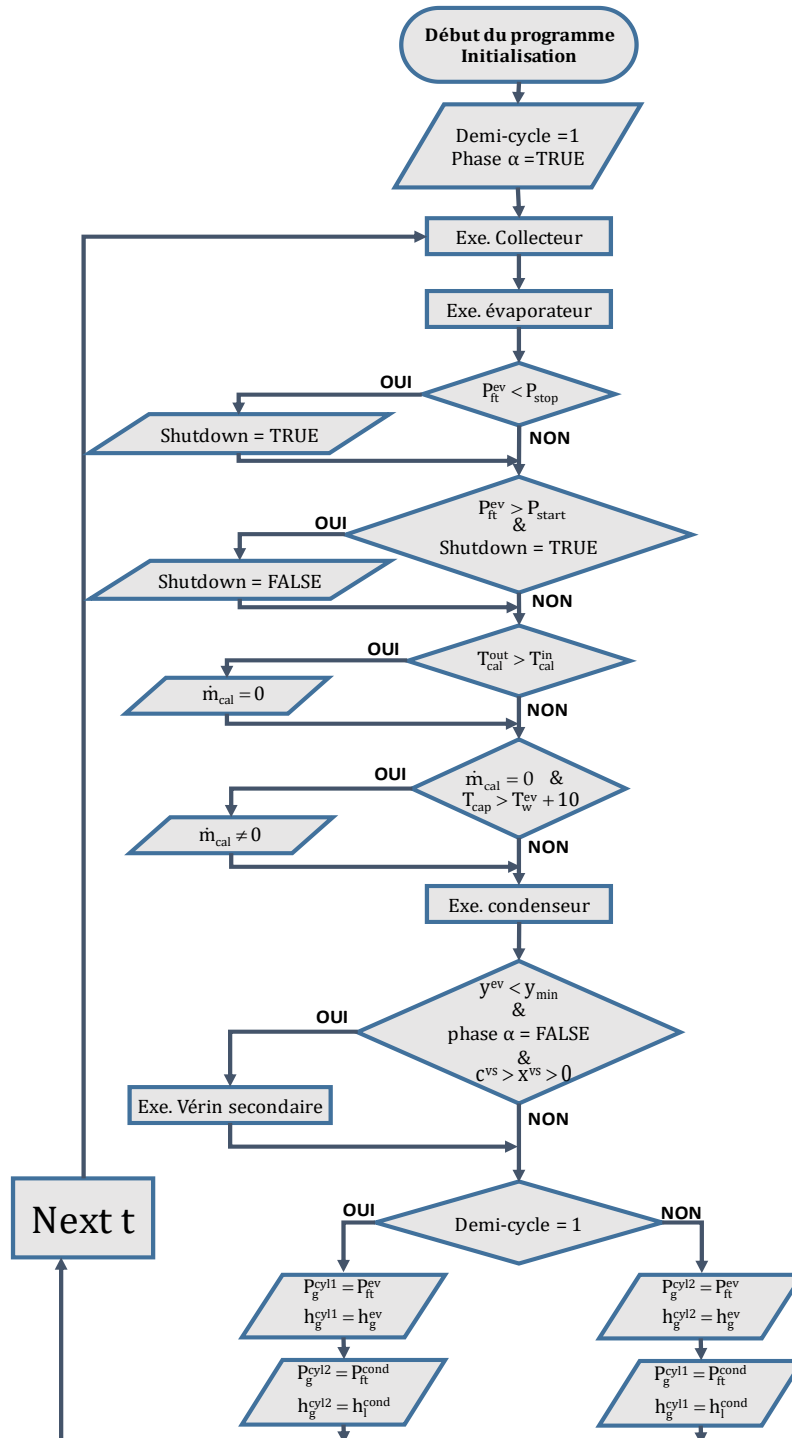 Début du programme
Initialisation
Demi-cycle =1
Phase α =TRUE
Exe. Collecteur
Exe. évaporateur
OUI
P_ft^ev < P_stop
Shutdown = TRUE
NON
P_ft^ev > P_start
&
Shutdown = TRUE
OUI
Shutdown = FALSE
NON
OUI
T_cal^out > T_cal^in
ṁ_cal = 0
NON
OUI
ṁ_cal = 0 &
T_cap > T_w^ev + 10
ṁ_cal ≠ 0
NON
Exe. condenseur
y^ev < y_min
&
OUI
phase α = FALSE
&
c^vs > x^vs > 0
Exe. Vérin secondaire
NON
Next t
OUI
Demi-cycle = 1
NON
P_g^cyl1 = P_ft^ev
h_g^cyl1 = h_g^ev
P_g^cyl2 = P_ft^ev
h_g^cyl2 = h_g^ev
P_g^cyl2 = P_ft^cond
h_g^cyl2 = h_l^cond
P_g^cyl1 = P_ft^cond
h_g^cyl1 = h_l^cond